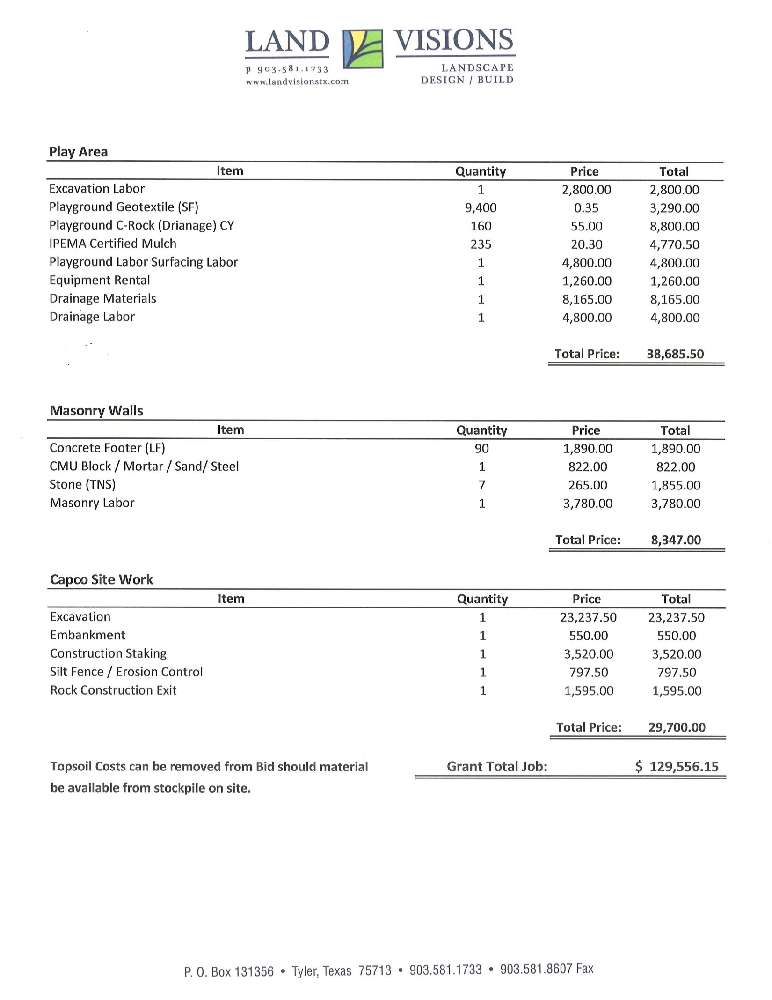 LAND VISIONS
p 903.581.1733
www.landvisionstx.com
LANDSCAPE
DESIGN / BUILD
Play Area
Item Quantity Price Total
Excavation Labor 1 2,800.00 2,800.00
Playground Geotextile (SF) 9,400 0.35 3,290.00
Playground C-Rock (Drianage) CY 160 55.00 8,800.00
IPEMA Certified Mulch 235 20.30 4,770.50
Playground Labor Surfacing Labor 1 4,800.00 4,800.00
Equipment Rental 1 1,260.00 1,260.00
Drainage Materials 1 8,165.00 8,165.00
Drainage Labor 1 4,800.00 4,800.00
Total Price: 38,685.50
Masonry Walls
Item Quantity Price Total
Concrete Footer (LF) 90 1,890.00 1,890.00
CMU Block / Mortar / Sand/ Steel 1 822.00 822.00
Stone (TNS) 7 265.00 1,855.00
Masonry Labor 1 3,780.00 3,780.00
Total Price: 8,347.00
Capco Site Work
Item Quantity Price Total
Excavation 1 23,237.50 23,237.50
Embankment 1 550.00 550.00
Construction Staking 1 3,520.00 3,520.00
Silt Fence / Erosion Control 1 797.50 797.50
Rock Construction Exit 1 1,595.00 1,595.00
Total Price: 29,700.00
Topsoil Costs can be removed from Bid should material Grant Total Job: $ 129,556.15
be available from stockpile on site.
P. O. Box 131356 • Tyler, Texas 75713 • 903.581.1733 • 903.581.8607 Fax